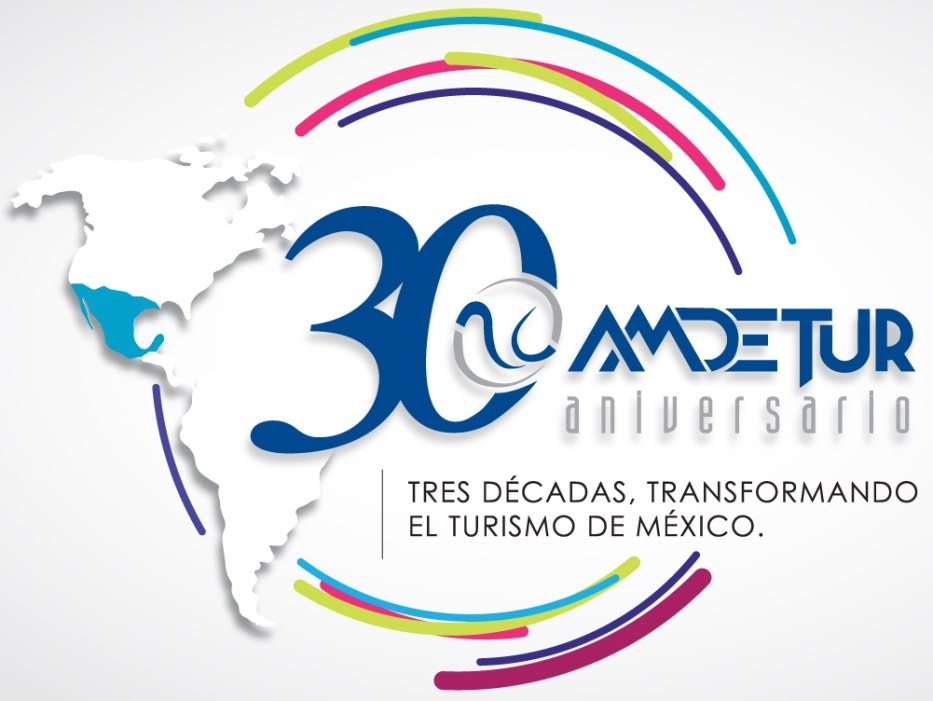 30 AMDETUR
aniversario
TRES DÉCADAS, TRANSFORMANDO
EL TURISMO DE MÉXICO.